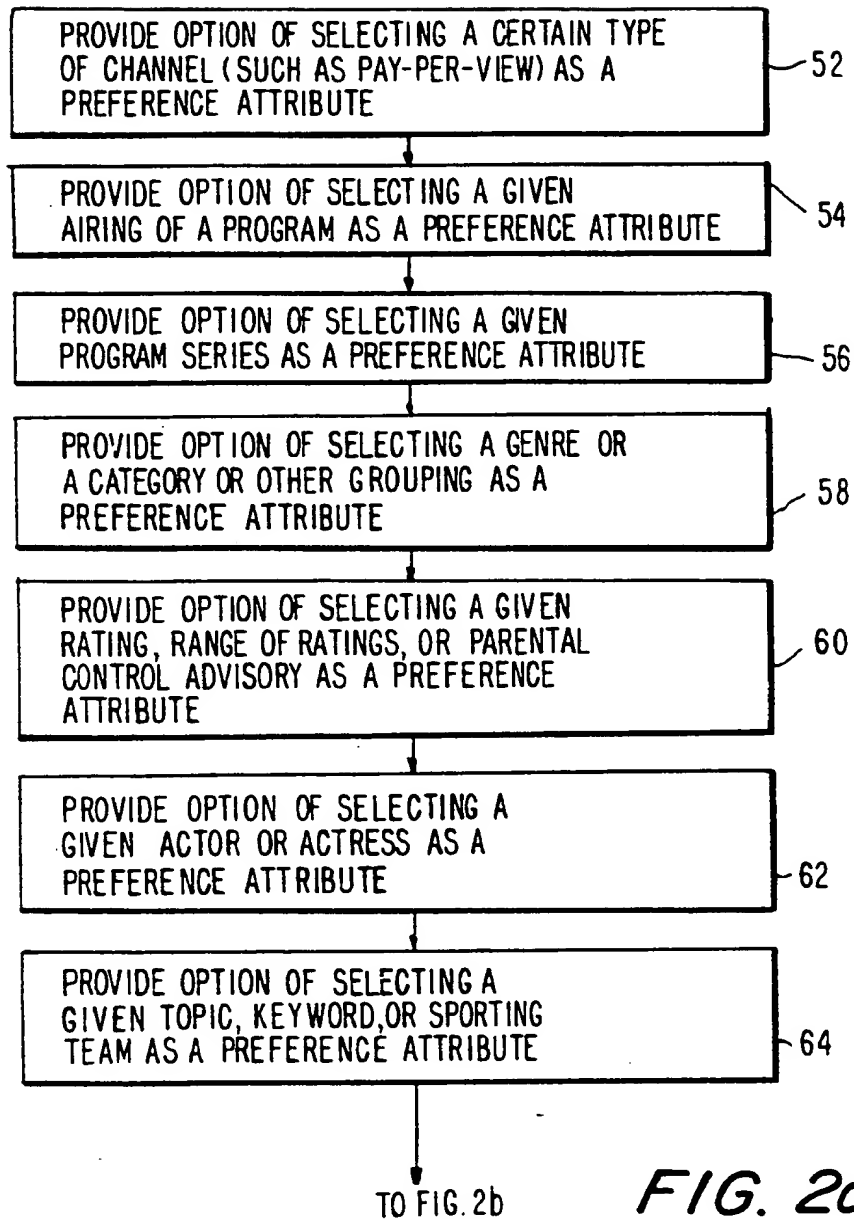 PROVIDE OPTION OF SELECTING A CERTAIN TYPE
OF CHANNEL (SUCH AS PAY-PER-VIEW) AS A
PREFERENCE ATTRIBUTE
52
PROVIDE OPTION OF SELECTING A GIVEN
AIRING OF A PROGRAM AS A PREFERENCE ATTRIBUTE
54
PROVIDE OPTION OF SELECTING A GIVEN
PROGRAM SERIES AS A PREFERENCE ATTRIBUTE
56
PROVIDE OPTION OF SELECTING A GENRE OR
A CATEGORY OR OTHER GROUPING AS A
PREFERENCE ATTRIBUTE
58
PROVIDE OPTION OF SELECTING A GIVEN
RATING, RANGE OF RATINGS, OR PARENTAL
CONTROL ADVISORY AS A PREFERENCE
ATTRIBUTE
60
PROVIDE OPTION OF SELECTING A
GIVEN ACTOR OR ACTRESS AS A
PREFERENCE ATTRIBUTE
62
PROVIDE OPTION OF SELECTING A
GIVEN TOPIC, KEYWORD, OR SPORTING
TEAM AS A PREFERENCE ATTRIBUTE
64
TO FIG. 2b
FIG.